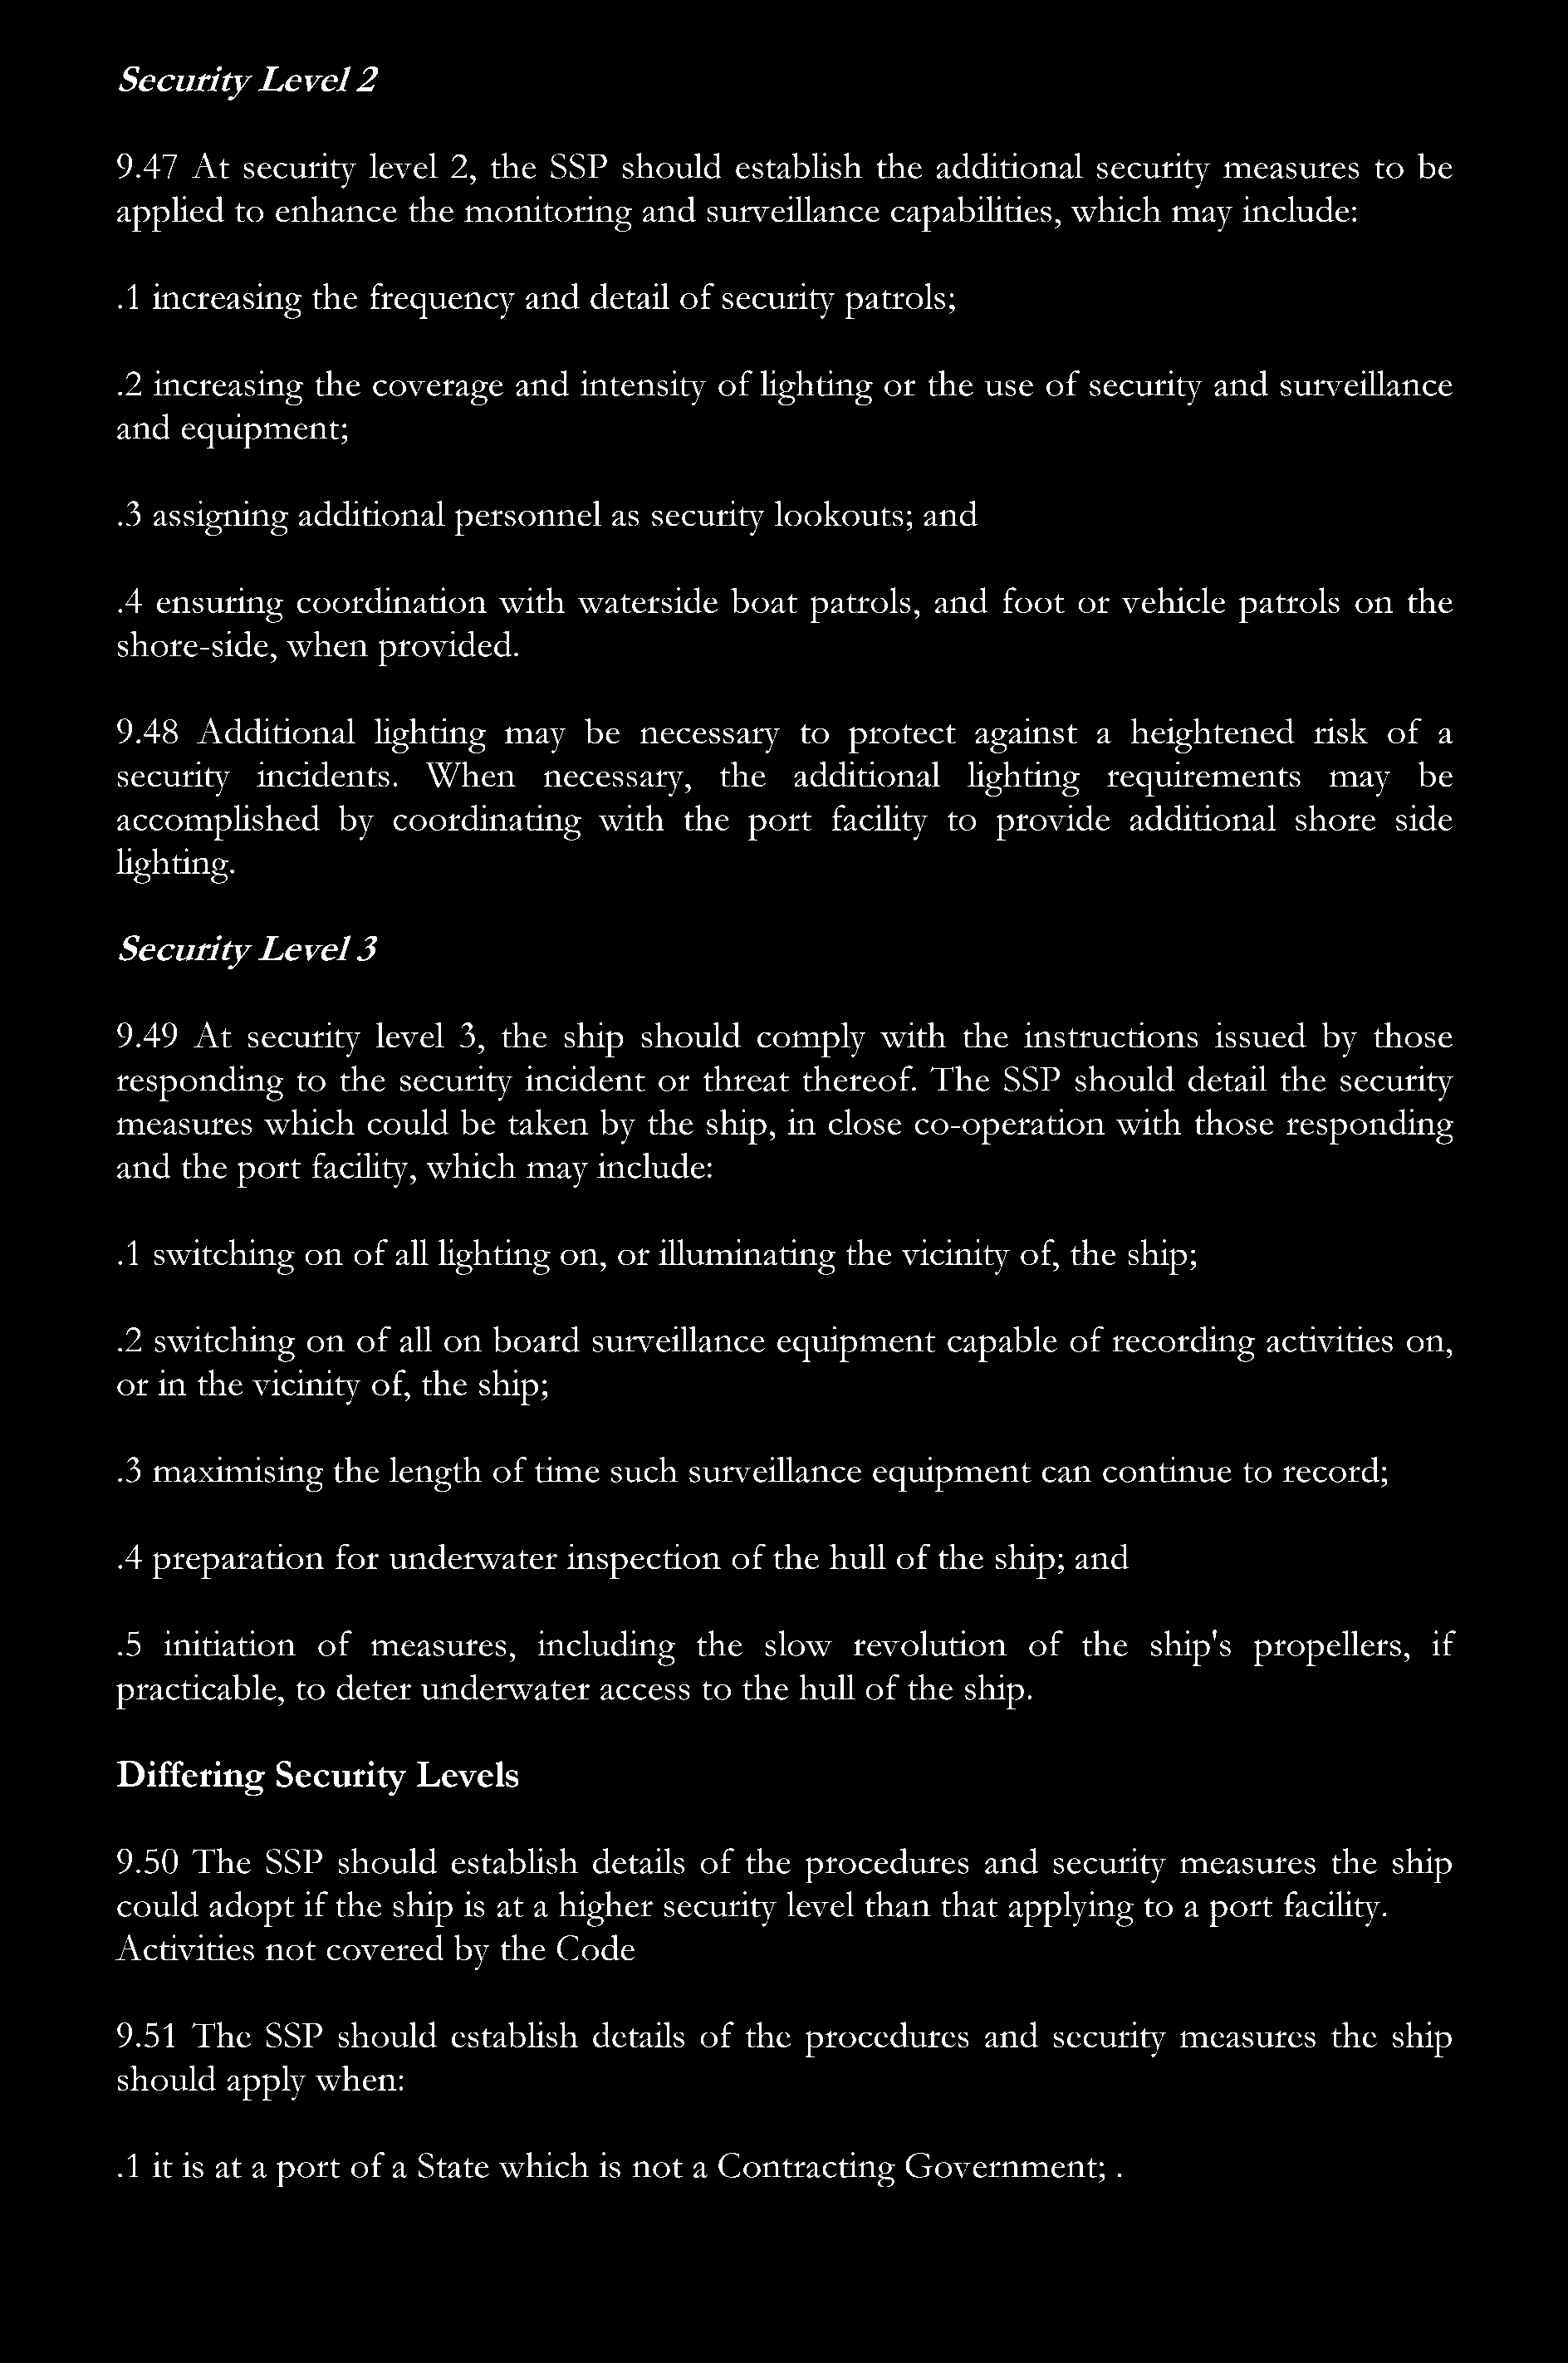 Security Level 2
9.47 At security level 2, the SSP should establish the additional security measures to be
applied to enhance the monitoring and surveillance capabilities, which may include:
.1 increasing the frequency and detail of security patrols;
.2 increasing the coverage and intensity of lighting or the use of security and surveillance
and equipment;
.3 assigning additional personnel as security lookouts; and
.4 ensuring coordination with waterside boat patrols, and foot or vehicle patrols on the
shore-side, when provided.
9.48 Additional lighting may be necessary to protect against a heightened risk of a
security incidents. When necessary, the additional lighting requirements may be
accomplished by coordinating with the port facility to provide additional shore side
lighting.
Security Level 3
9.49 At security level 3, the ship should comply with the instructions issued by those
responding to the security incident or threat thereof. The SSP should detail the security
measures which could be taken by the ship, in close co-operation with those responding
and the port facility, which may include:
.1 switching on of all lighting on, or illuminating the vicinity of, the ship;
.2 switching on of all on board surveillance equipment capable of recording activities on,
or in the vicinity of, the ship;
.3 maximising the length of time such surveillance equipment can continue to record;
.4 preparation for underwater inspection of the hull of the ship; and
.5 initiation of measures, including the slow revolution of the ship's propellers, if
practicable, to deter underwater access to the hull of the ship.
Differing Security Levels
9.50 The SSP should establish details of the procedures and security measures the ship
could adopt if the ship is at a higher security level than that applying to a port facility.
Activities not covered by the Code
9.51 The SSP should establish details of the procedures and security measures the ship
should apply when:
.1 it is at a port of a State which is not a Contracting Government; .